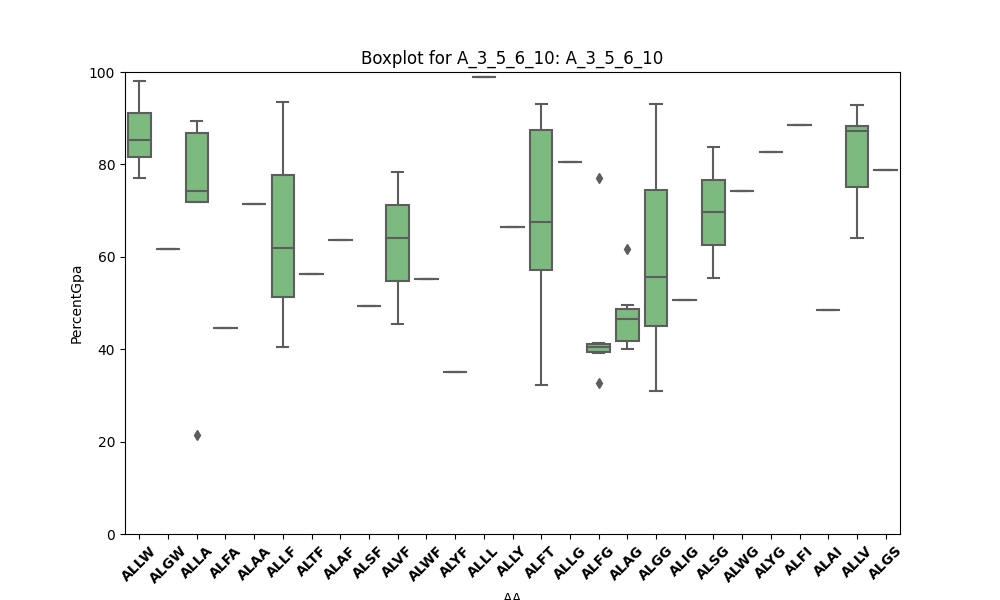 Boxplot for A_3_5_6_10: A_3_5_6_10
100
80
60
40
20
0
PercentGpa
ALLW ALGW ALLA ALFA ALAA ALLF ALTF ALAF ALSF ALVF ALWF ALYF ALLL ALLY ALFT ALLG ALFG ALAG ALGG ALIG ALSG ALWG ALYG ALFI ALAI ALLV ALGS
AA